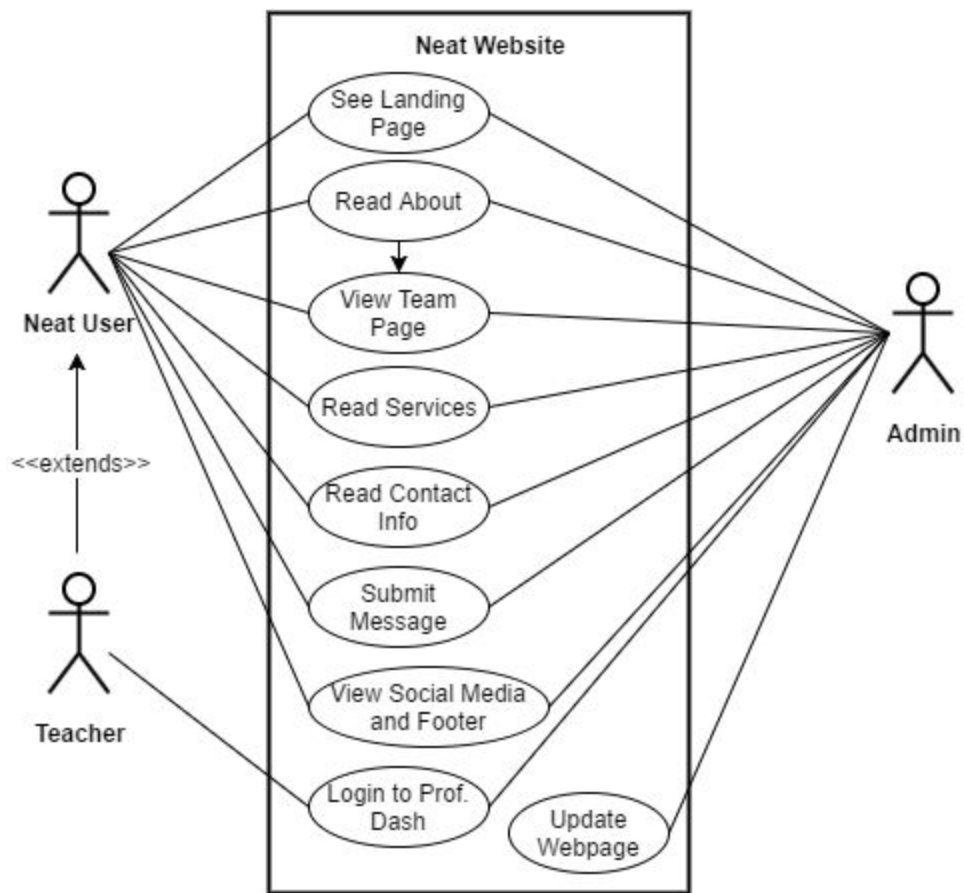 Neat Website
See Landing
Page
Read About
View Team
Page
Neat User
Read Services
Admin
<<extends>>
Read Contact
Info
Submit
Message
View Social Media
and Footer
Teacher
Login to Prof.
Dash
Update
Webpage